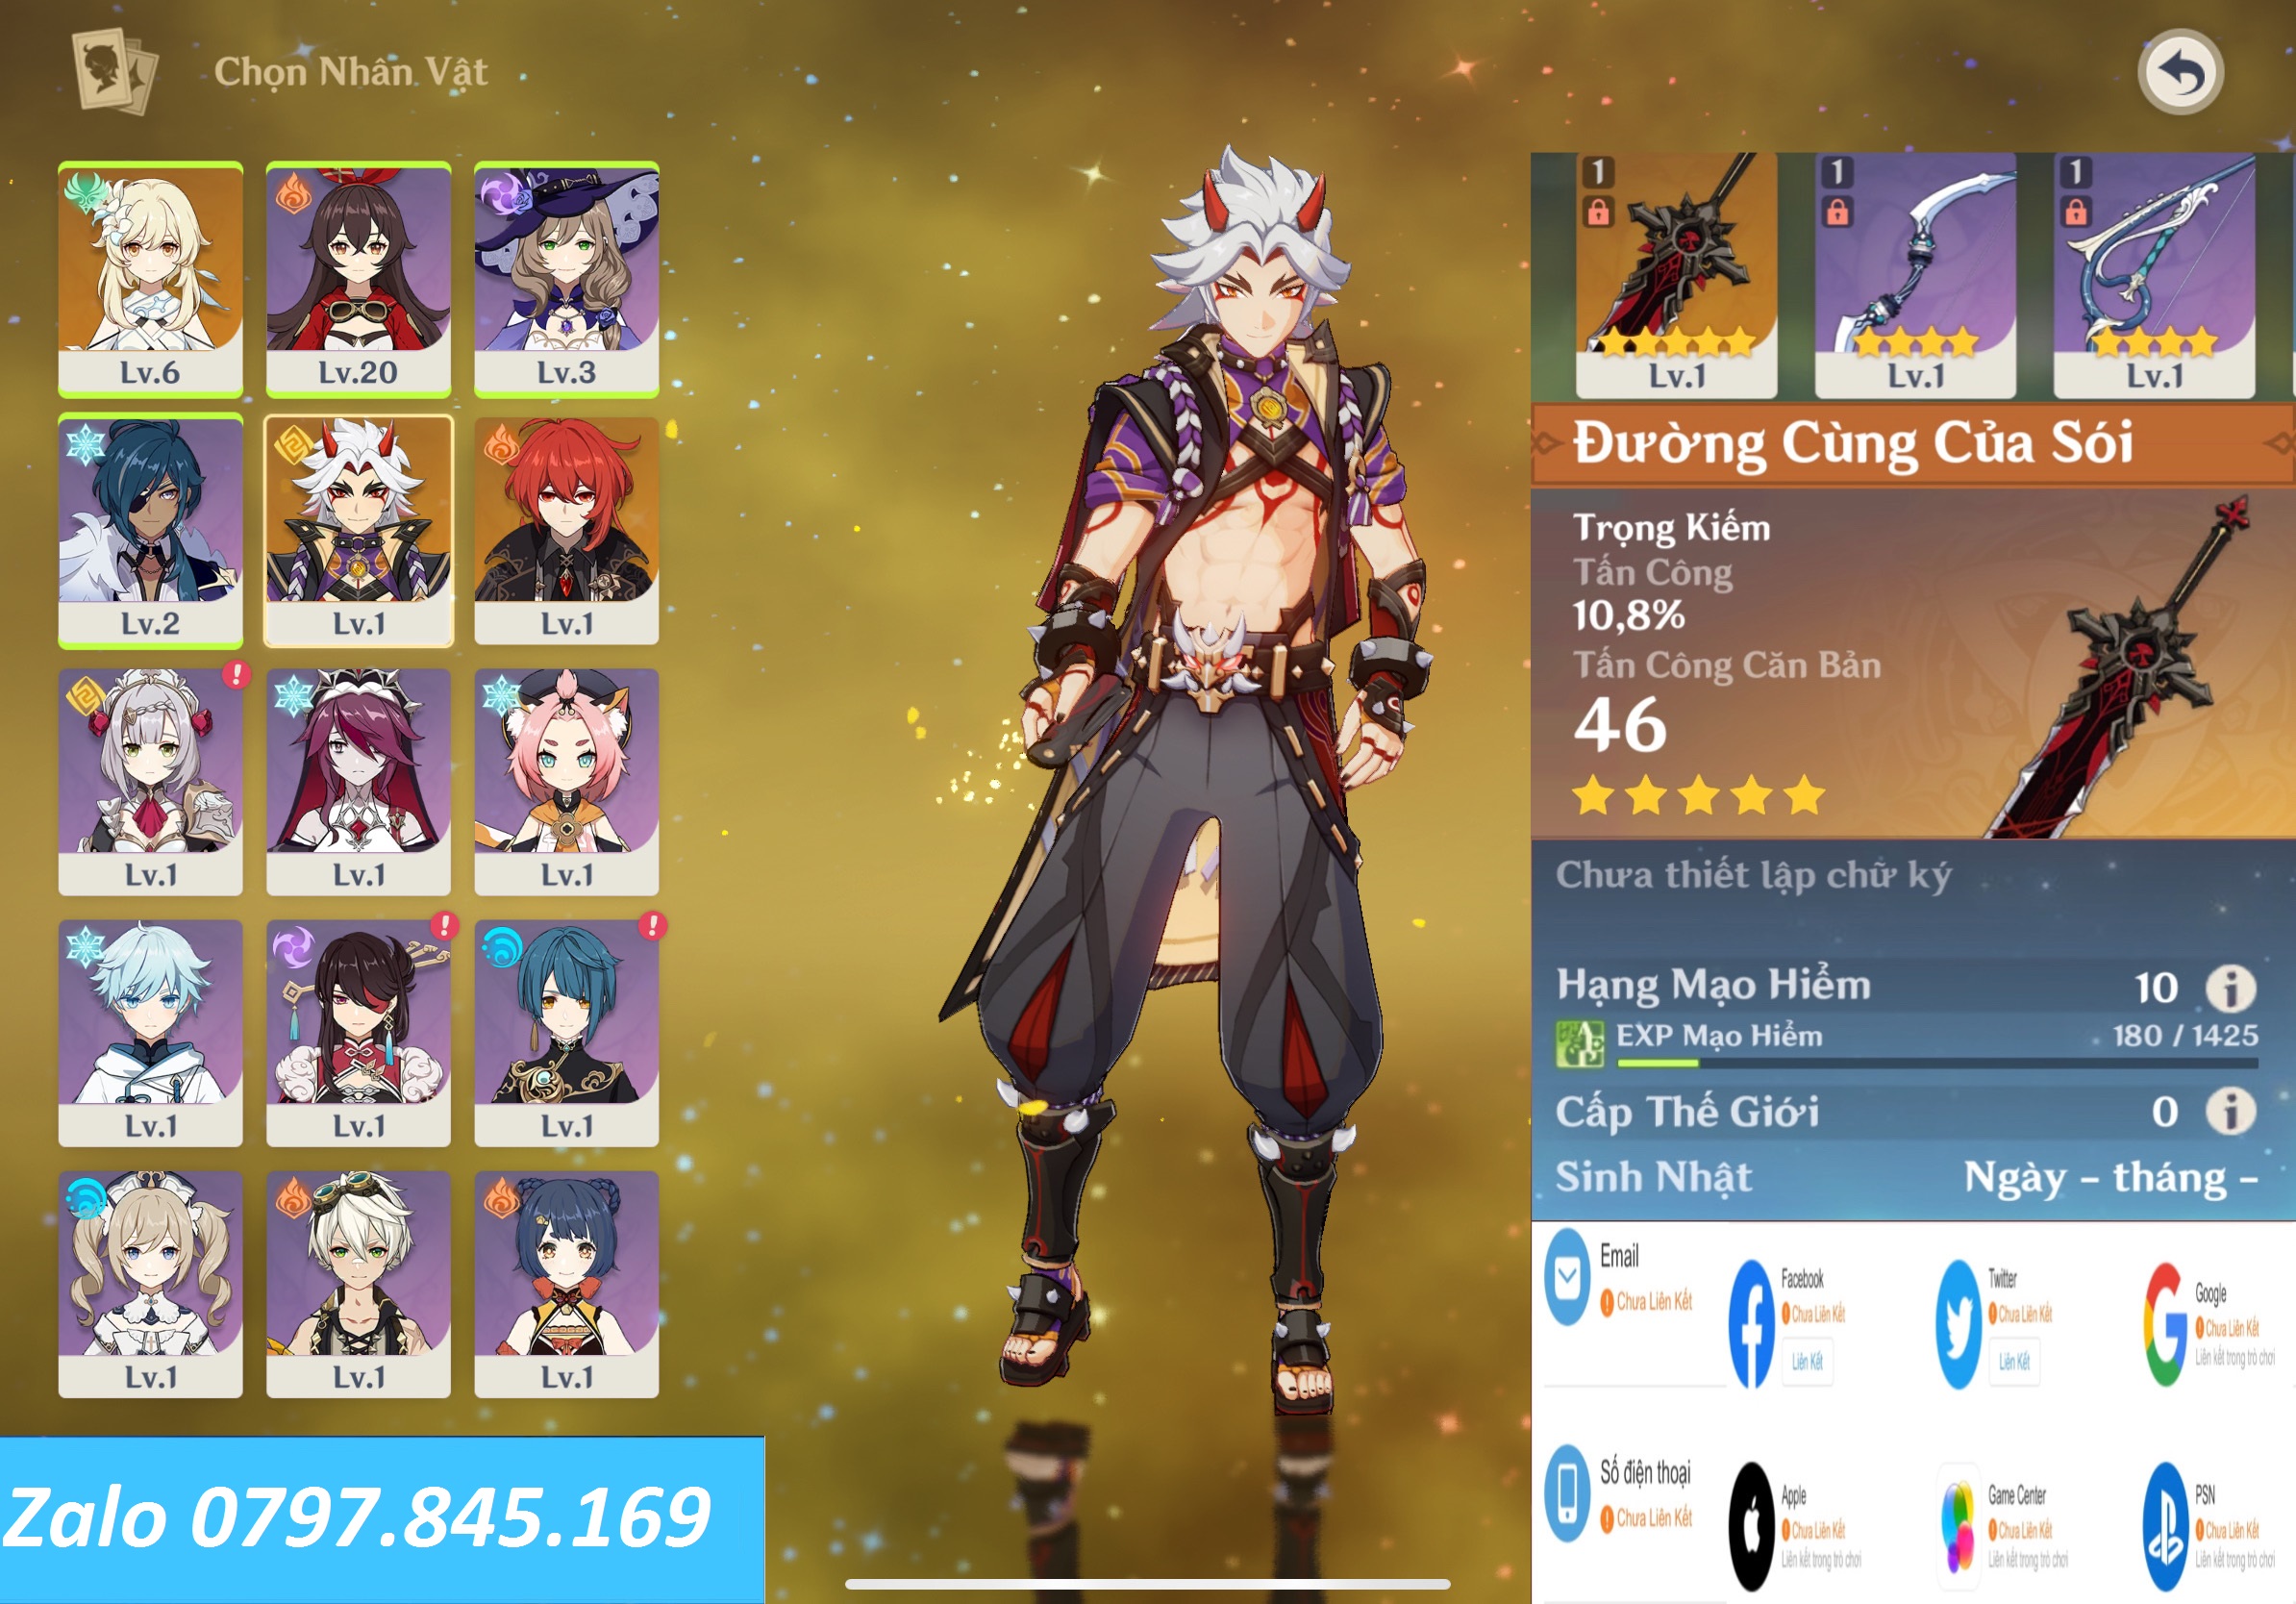 Chọn Nhân Vật
Lv.6
Lv.20
Lv.3
Lv.2
Lv.1
Lv.1
Lv.1
Lv.1
Lv.1
Lv.1
Lv.1
Lv.1
Lv.1
Lv.1
Lv.1
Zalo 0797.845.169
1
1
1
Lv.1
Lv.1
Lv.1
Đường Cùng Của Sói
Trọng Kiếm
Tấn Công
10,8%
Tấn Công Căn Bản
46
Chưa thiết lập chữ ký
Hạng Mạo Hiểm 10
EXP Mạo Hiểm 180 / 1425
Cấp Thế Giới 0
Sinh Nhật Ngày - tháng -
Email
Chưa Liên Kết
Facebook
Chưa Liên Kết
Liên Kết
Twitter
Chưa Liên Kết
Liên Kết
Google
Chưa Liên Kết
Liên kết trong trò chơi
Số điện thoại
Chưa Liên Kết
Apple
Chưa Liên Kết
Liên kết trong trò chơi
Game Center
Chưa Liên Kết
Liên kết trong trò chơi
PSN
Chưa Liên Kết
Liên kết trong trò chơi